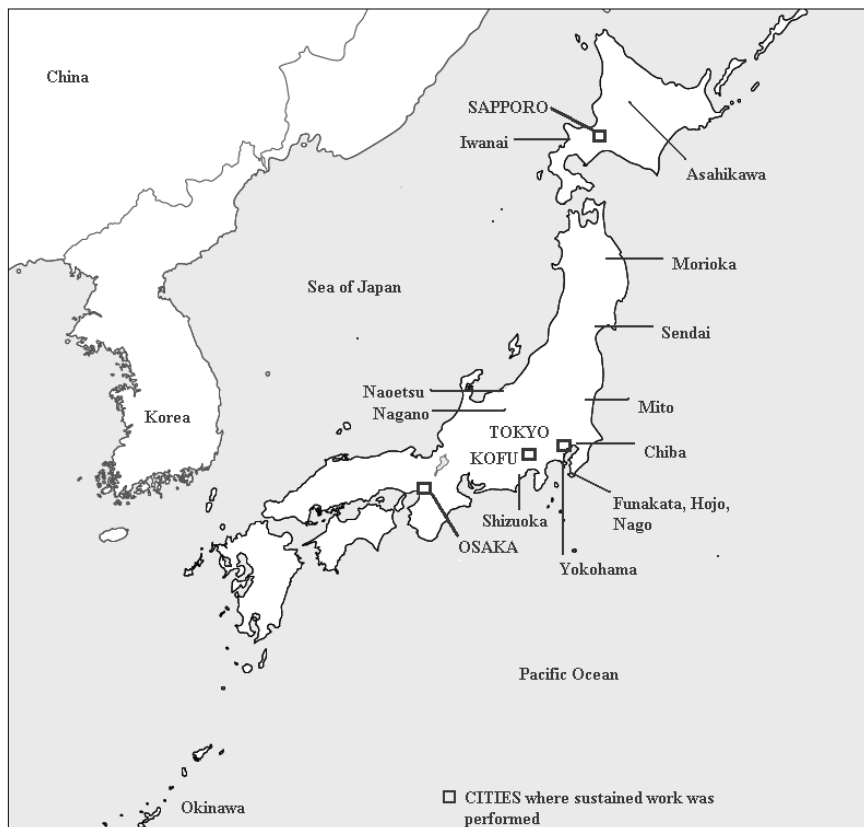 China
SAPPORO
Iwanai
Asahikawa
Morioka
Sea of Japan
Sendai
Naoetsu
Nagano
Mito
Korea
TOKYO
KOFU
Chiba
Funakata, Hojo,
Nago
Shizuoka
OSAKA
Yokohama
Pacific Ocean
CITIES where sustained work was
performed
Okinawa